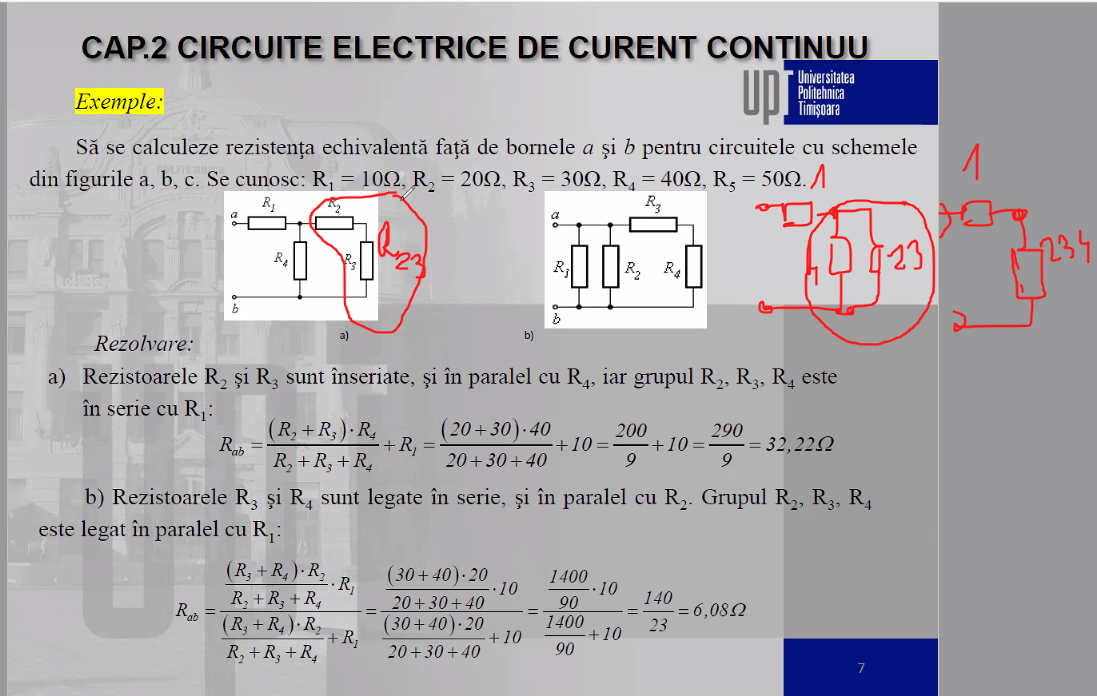 CAP.2 CIRCUITE ELECTRICE DE CURENT CONTINUU
upt Universitatea
Politehnica
Timişoara
Exemple:
Să se calculeze rezistenţa echivalentă faţă de bornele a şi b pentru circuitele cu schemele
din figurile a, b, c. Se cunosc: R₁ = 10Ω, R₂ = 20Ω, R₃ = 30Ω, R₄ = 40Ω, R₅ = 50Ω.
1
1
a R₁ R₂
R₄ R₃ R₂₃
b
a)
a R₃
R₁ R₂ R₄
b
b)
23
234
2
Rezolvare:
a) Rezistoarele R₂ şi R₃ sunt înseriate, şi în paralel cu R₄, iar grupul R₂, R₃, R₄ este
în serie cu R₁:
R_ab = ((R₂+R₃)·R₄)/(R₂+R₃+R₄) + R₁ = ((20+30)·40)/(20+30+40) + 10 = 200/9 + 10 = 290/9 = 32,22Ω
b) Rezistoarele R₃ şi R₄ sunt legate în serie, şi în paralel cu R₂. Grupul R₂, R₃, R₄
este legat în paralel cu R₁:
R_ab = (((R₃+R₄)·R₂)/(R₂+R₃+R₄)·R₁)/(((R₃+R₄)·R₂)/(R₂+R₃+R₄)+R₁) = (((30+40)·20)/(20+30+40)·10)/(((30+40)·20)/(20+30+40)+10) = (1400/90·10)/(1400/90+10) = 140/23 = 6,08Ω
7